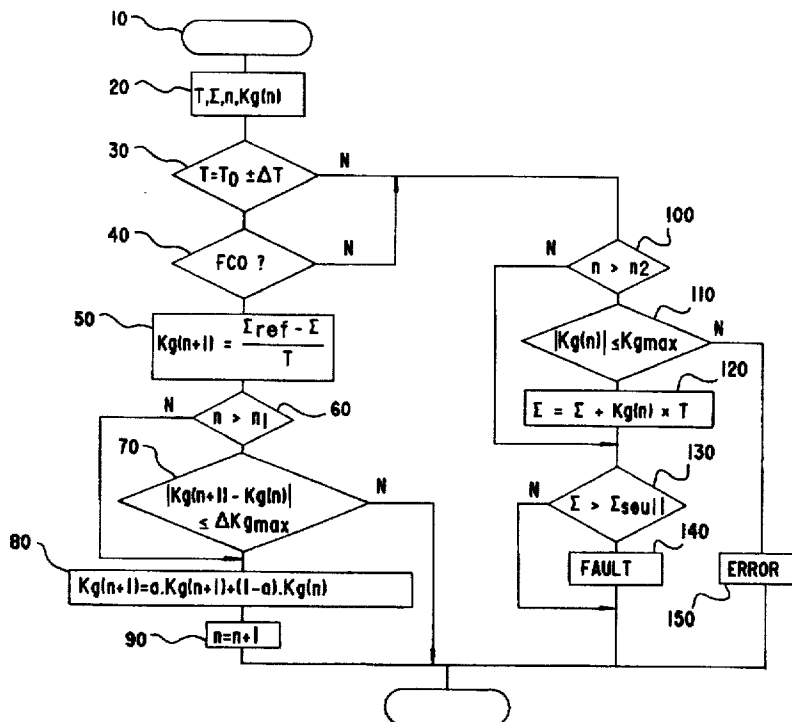 10
20
T,Σ,n,Kg(n)
30
T=T0 ±ΔT
N
40
FCO ?
N
50
Kg(n+1) = Σref - Σ
T
N
n > n1
60
70
|Kg(n+1) - Kg(n)|
≤ ΔKgmax
N
80
Kg(n+1)=a.Kg(n+1)+(1-a).Kg(n)
90
n=n+1
100
N
n > n2
110
|Kg(n)| ≤Kgmax
N
120
Σ = Σ + Kg(n) × T
130
N
Σ > Σseuil
140
FAULT
ERROR
150